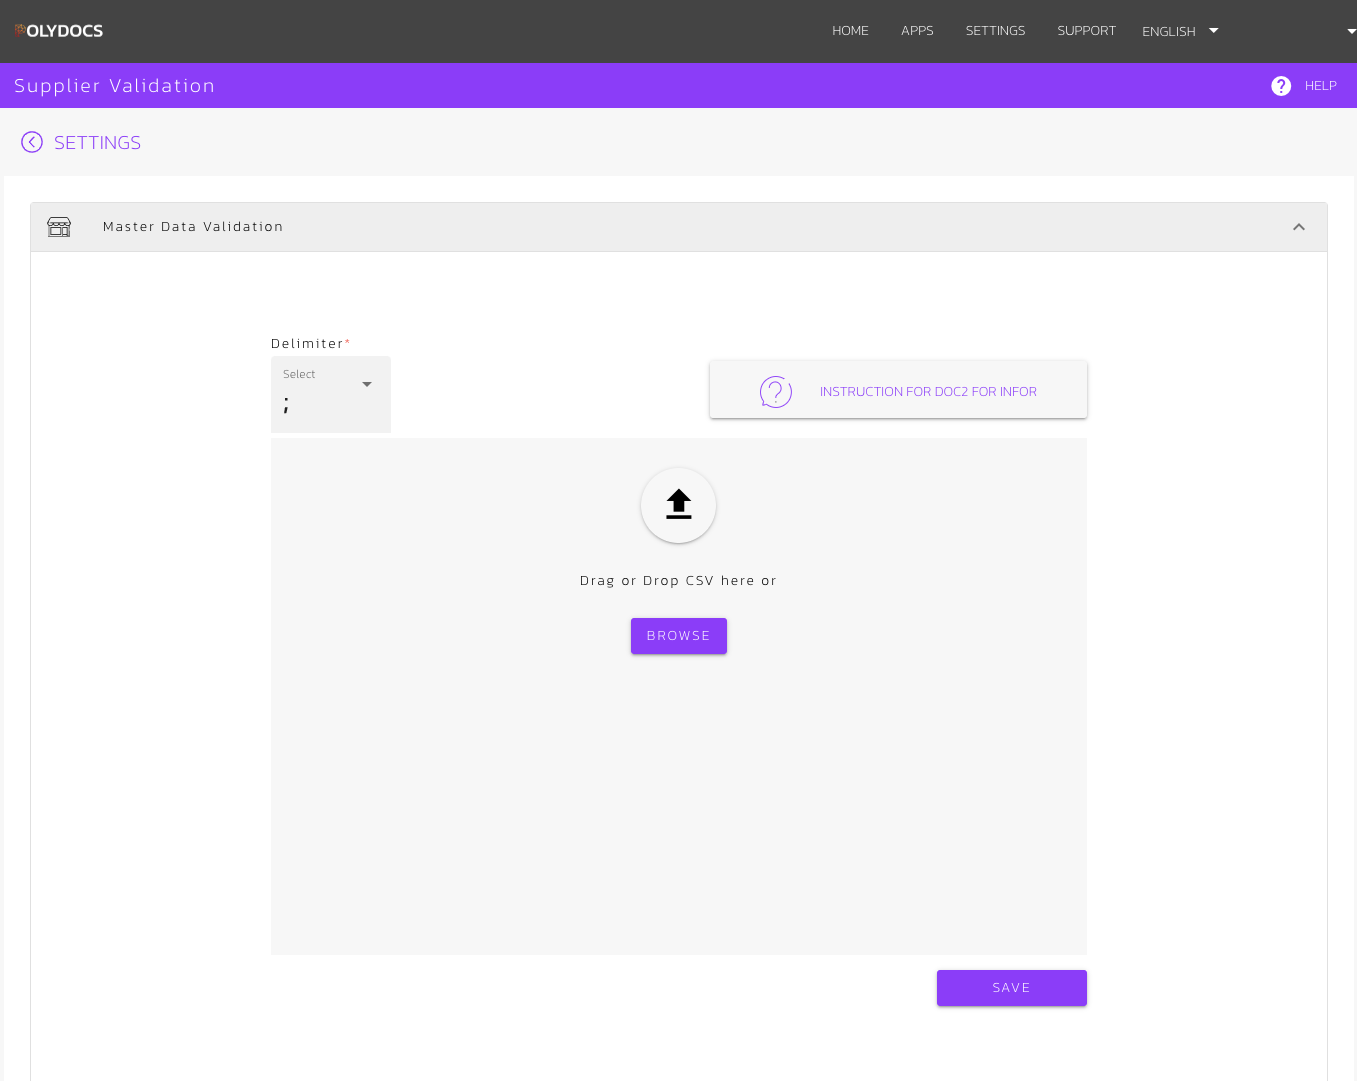 POLYDOCS
HOME APPS SETTINGS SUPPORT ENGLISH
Supplier Validation
HELP
SETTINGS
Master Data Validation
Delimiter*
Select
;
INSTRUCTION FOR DOC2 FOR INFOR
Drag or Drop CSV here or
BROWSE
SAVE